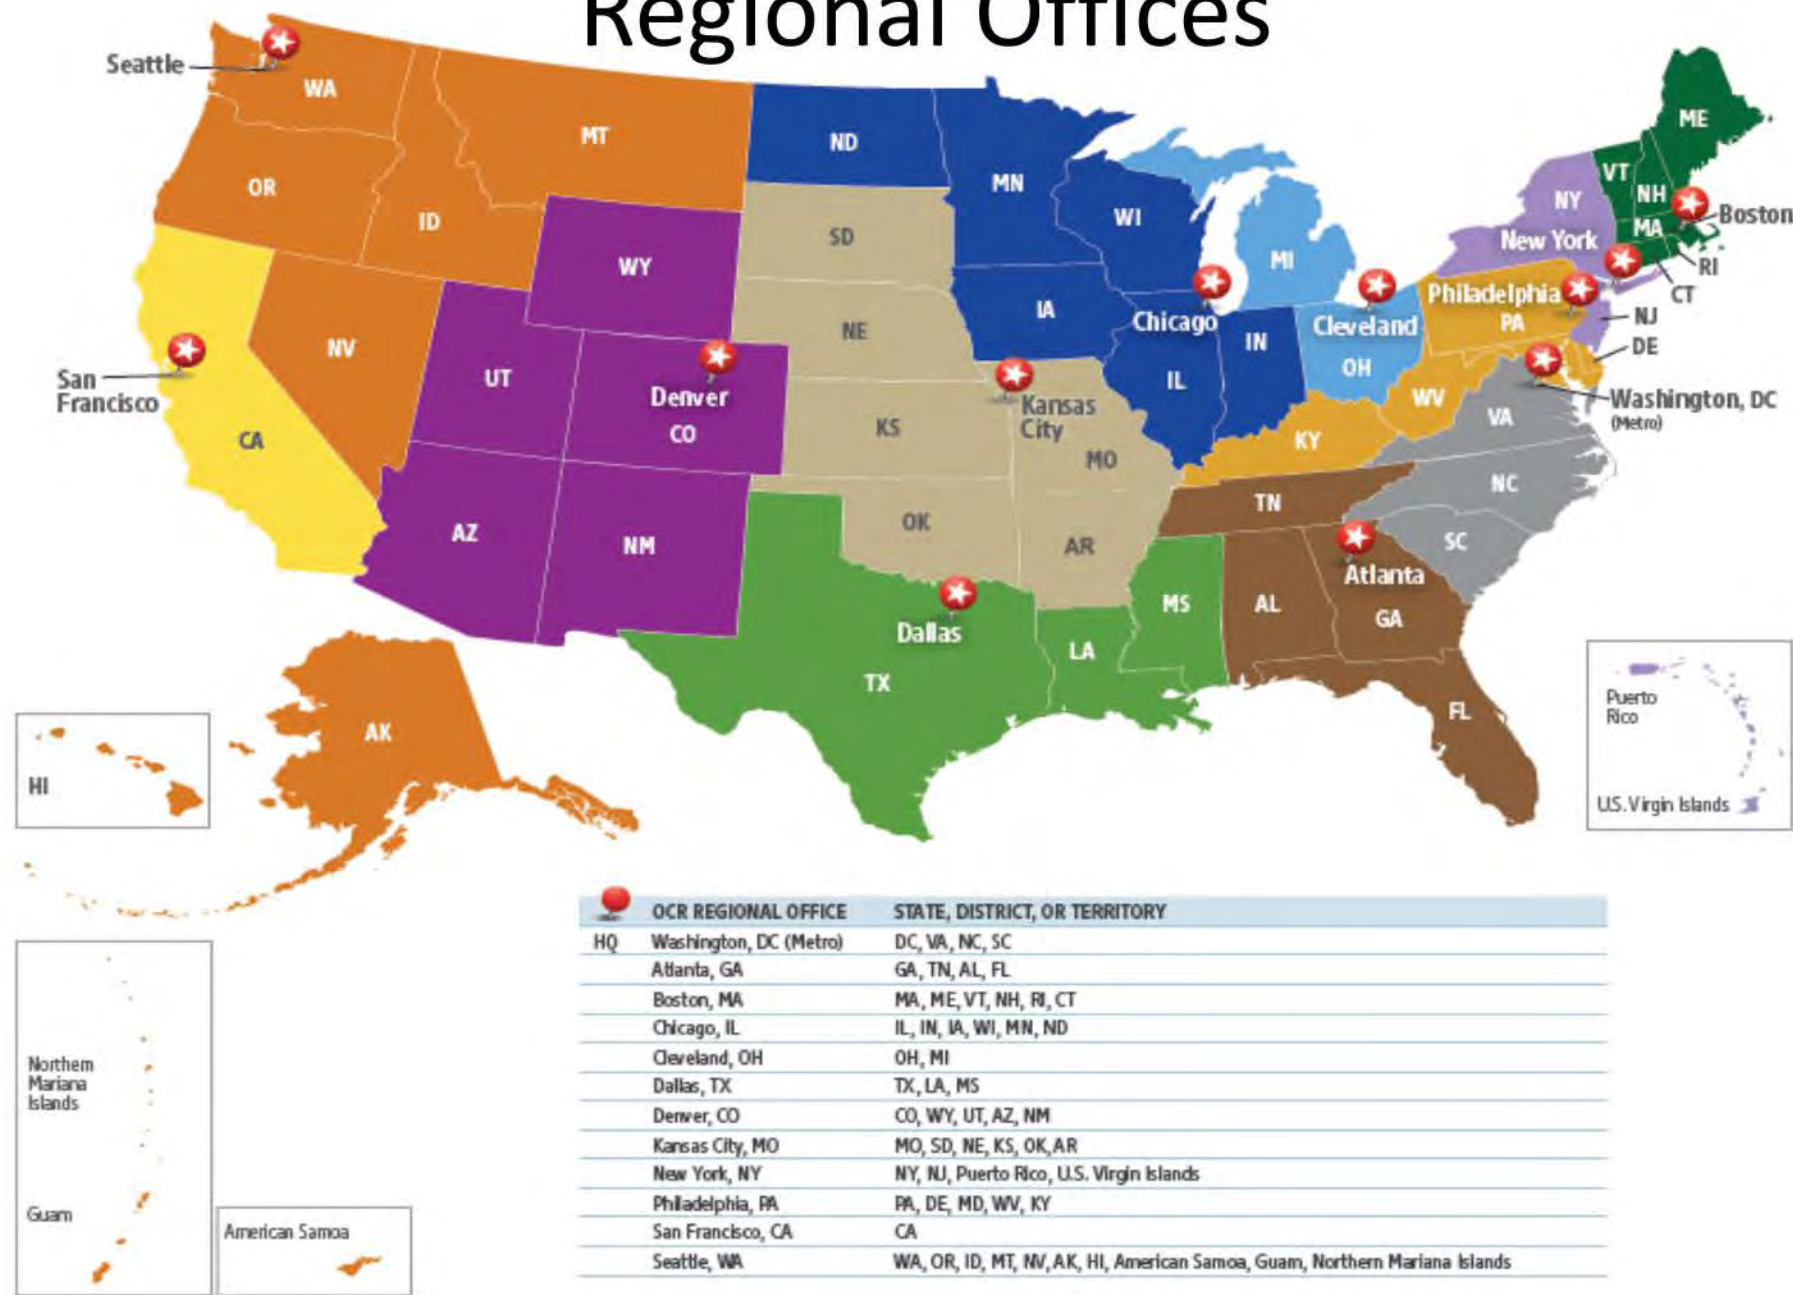 Regional Offices
Seattle
WA
MT
ND
MN
ME
VT
NH
NY
OR
ID
WI
MI
MA
Boston
SD
WY
New York
RI
CT
IA
Chicago
Cleveland
Philadelphia
PA
NJ
DE
NV
NE
IN
OH
San
Francisco
UT
Denver
CO
IL
WV
Washington, DC
(Metro)
VA
CA
KS
Kansas
City
MO
KY
NC
TN
AZ
NM
OK
AR
SC
Atlanta
GA
MS
AL
Dallas
LA
TX
FL
Puerto
Rico
U.S. Virgin Islands
AK
HI
Northern
Mariana
Islands
Guam
American Samoa
OCR REGIONAL OFFICE STATE, DISTRICT, OR TERRITORY
HQ Washington, DC (Metro) DC, VA, NC, SC
Atlanta, GA GA, TN, AL, FL
Boston, MA MA, ME, VT, NH, RI, CT
Chicago, IL IL, IN, IA, WI, MN, ND
Cleveland, OH OH, MI
Dallas, TX TX, LA, MS
Denver, CO CO, WY, UT, AZ, NM
Kansas City, MO MO, SD, NE, KS, OK, AR
New York, NY NY, NJ, Puerto Rico, U.S. Virgin Islands
Philadelphia, PA PA, DE, MD, WV, KY
San Francisco, CA CA
Seattle, WA WA, OR, ID, MT, NV, AK, HI, American Samoa, Guam, Northern Mariana Islands